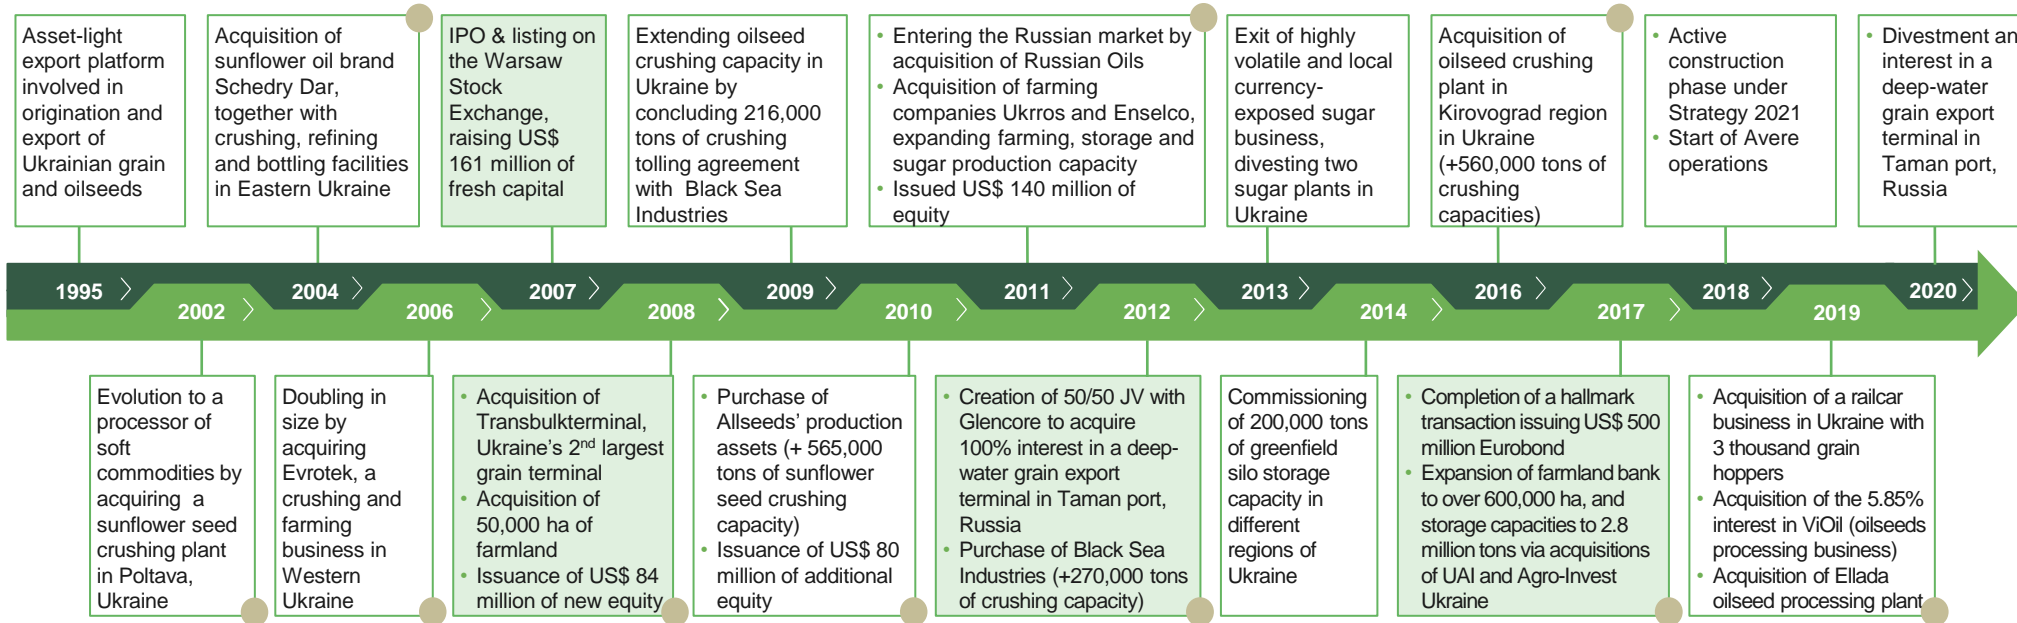 Asset-light
export platform
involved in
origination and
export of
Ukrainian grain
and oilseeds
Acquisition of
sunflower oil brand
Schedry Dar,
together with
crushing, refining
and bottling facilities
in Eastern Ukraine
IPO & listing on
the Warsaw
Stock
Exchange,
raising US$
161 million of
fresh capital
Extending oilseed
crushing capacity in
Ukraine by
concluding 216,000
tons of crushing
tolling agreement
with Black Sea
Industries
• Entering the Russian market by
acquisition of Russian Oils
• Acquisition of farming
companies Ukrros and Enselco,
expanding farming, storage and
sugar production capacity
• Issued US$ 140 million of
equity
Exit of highly
volatile and local
currency-
exposed sugar
business,
divesting two
sugar plants in
Ukraine
Acquisition of
oilseed crushing
plant in
Kirovograd region
in Ukraine
(+560,000 tons of
crushing
capacities)
• Active
construction
phase under
Strategy 2021
• Start of Avere
operations
• Divestment an
interest in a
deep-water
grain export
terminal in
Taman port,
Russia
1995
2002
2004
2006
2007
2008
2009
2010
2011
2012
2013
2014
2016
2017
2018
2019
2020
Evolution to a
processor of
soft
commodities by
acquiring a
sunflower seed
crushing plant
in Poltava,
Ukraine
Doubling in
size by
acquiring
Evrotek, a
crushing and
farming
business in
Western
Ukraine
• Acquisition of
Transbulkterminal,
Ukraine's 2nd largest
grain terminal
• Acquisition of
50,000 ha of
farmland
• Issuance of US$ 84
million of new equity
• Purchase of
Allseeds' production
assets (+ 565,000
tons of sunflower
seed crushing
capacity)
• Issuance of US$ 80
million of additional
equity
• Creation of 50/50 JV with
Glencore to acquire
100% interest in a deep-
water grain export
terminal in Taman port,
Russia
• Purchase of Black Sea
Industries (+270,000 tons
of crushing capacity)
Commissioning
of 200,000 tons
of greenfield
silo storage
capacity in
different
regions of
Ukraine
• Completion of a hallmark
transaction issuing US$ 500
million Eurobond
• Expansion of farmland bank
to over 600,000 ha, and
storage capacities to 2.8
million tons via acquisitions
of UAI and Agro-Invest
Ukraine
• Acquisition of a railcar
business in Ukraine with
3 thousand grain
hoppers
• Acquisition of the 5.85%
interest in ViOil (oilseeds
processing business)
• Acquisition of Ellada
oilseed processing plant